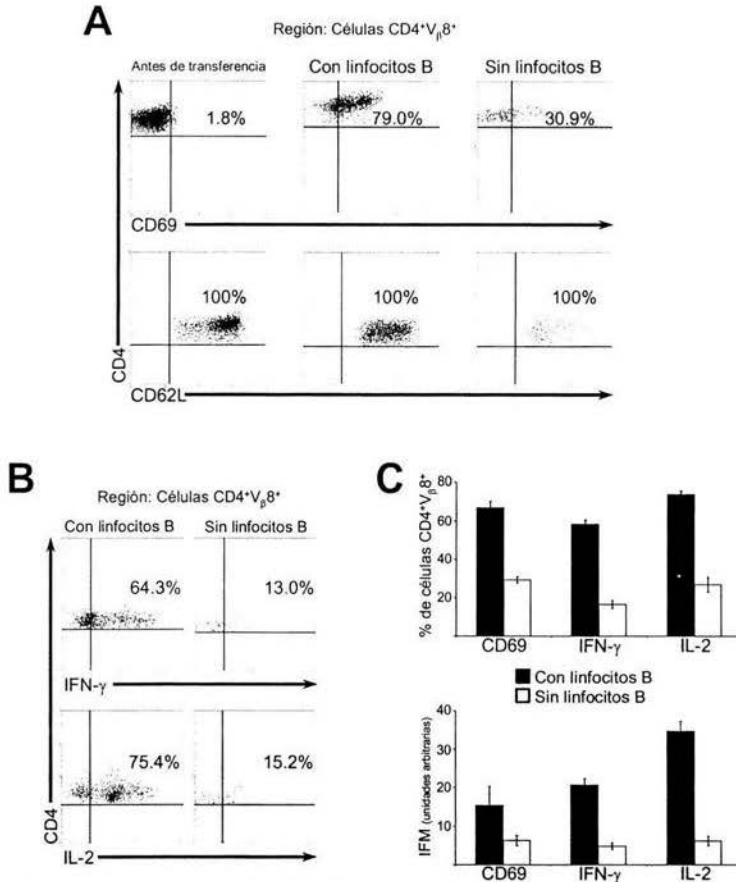 A
Región: Células CD4⁺Vβ8⁺
Antes de transferencia
Con linfocitos B
Sin linfocitos B
1.8%
79.0%
30.9%
CD69
100%
100%
100%
CD4
CD62L
B
Región: Células CD4⁺Vβ8⁺
Con linfocitos B
Sin linfocitos B
64.3%
13.0%
IFN-γ
75.4%
15.2%
CD4
IL-2
C
% de células CD4⁺Vβ8⁺
80
60
40
20
CD69
IFN-γ
IL-2
Con linfocitos B
Sin linfocitos B
IFM (unidades arbitrarias)
40
30
20
10
CD69
IFN-γ
IL-2